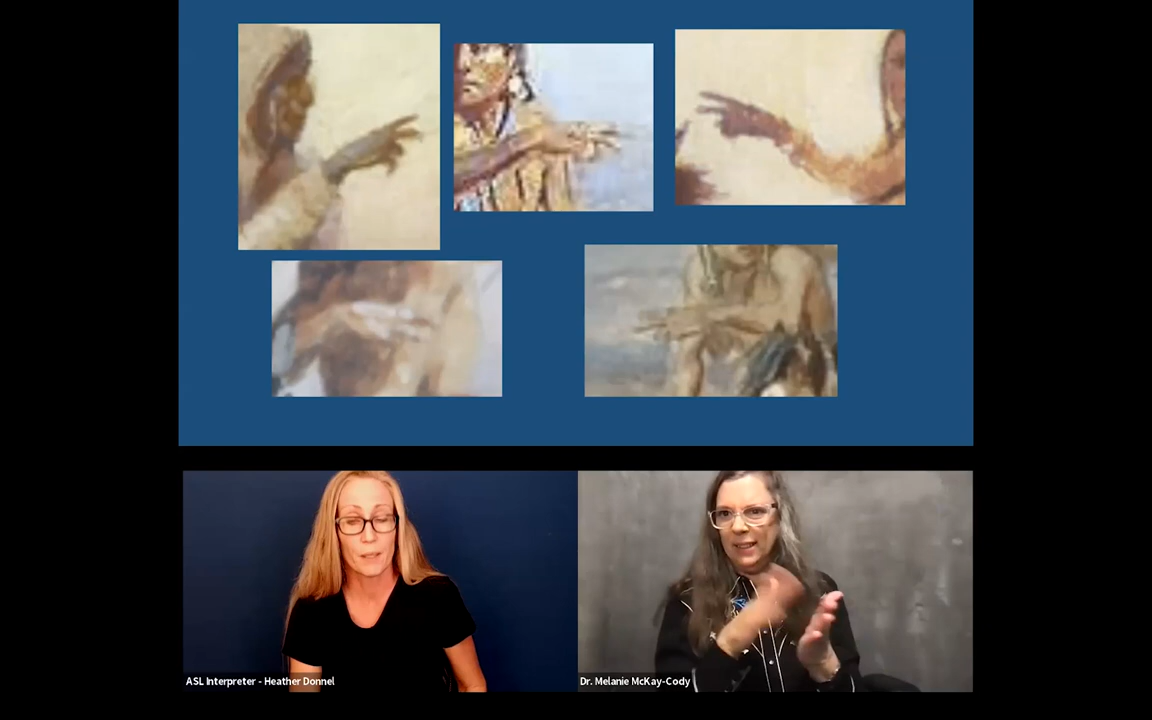 ASL Interpreter - Heather Donnel
Dr. Melanie McKay-Cody